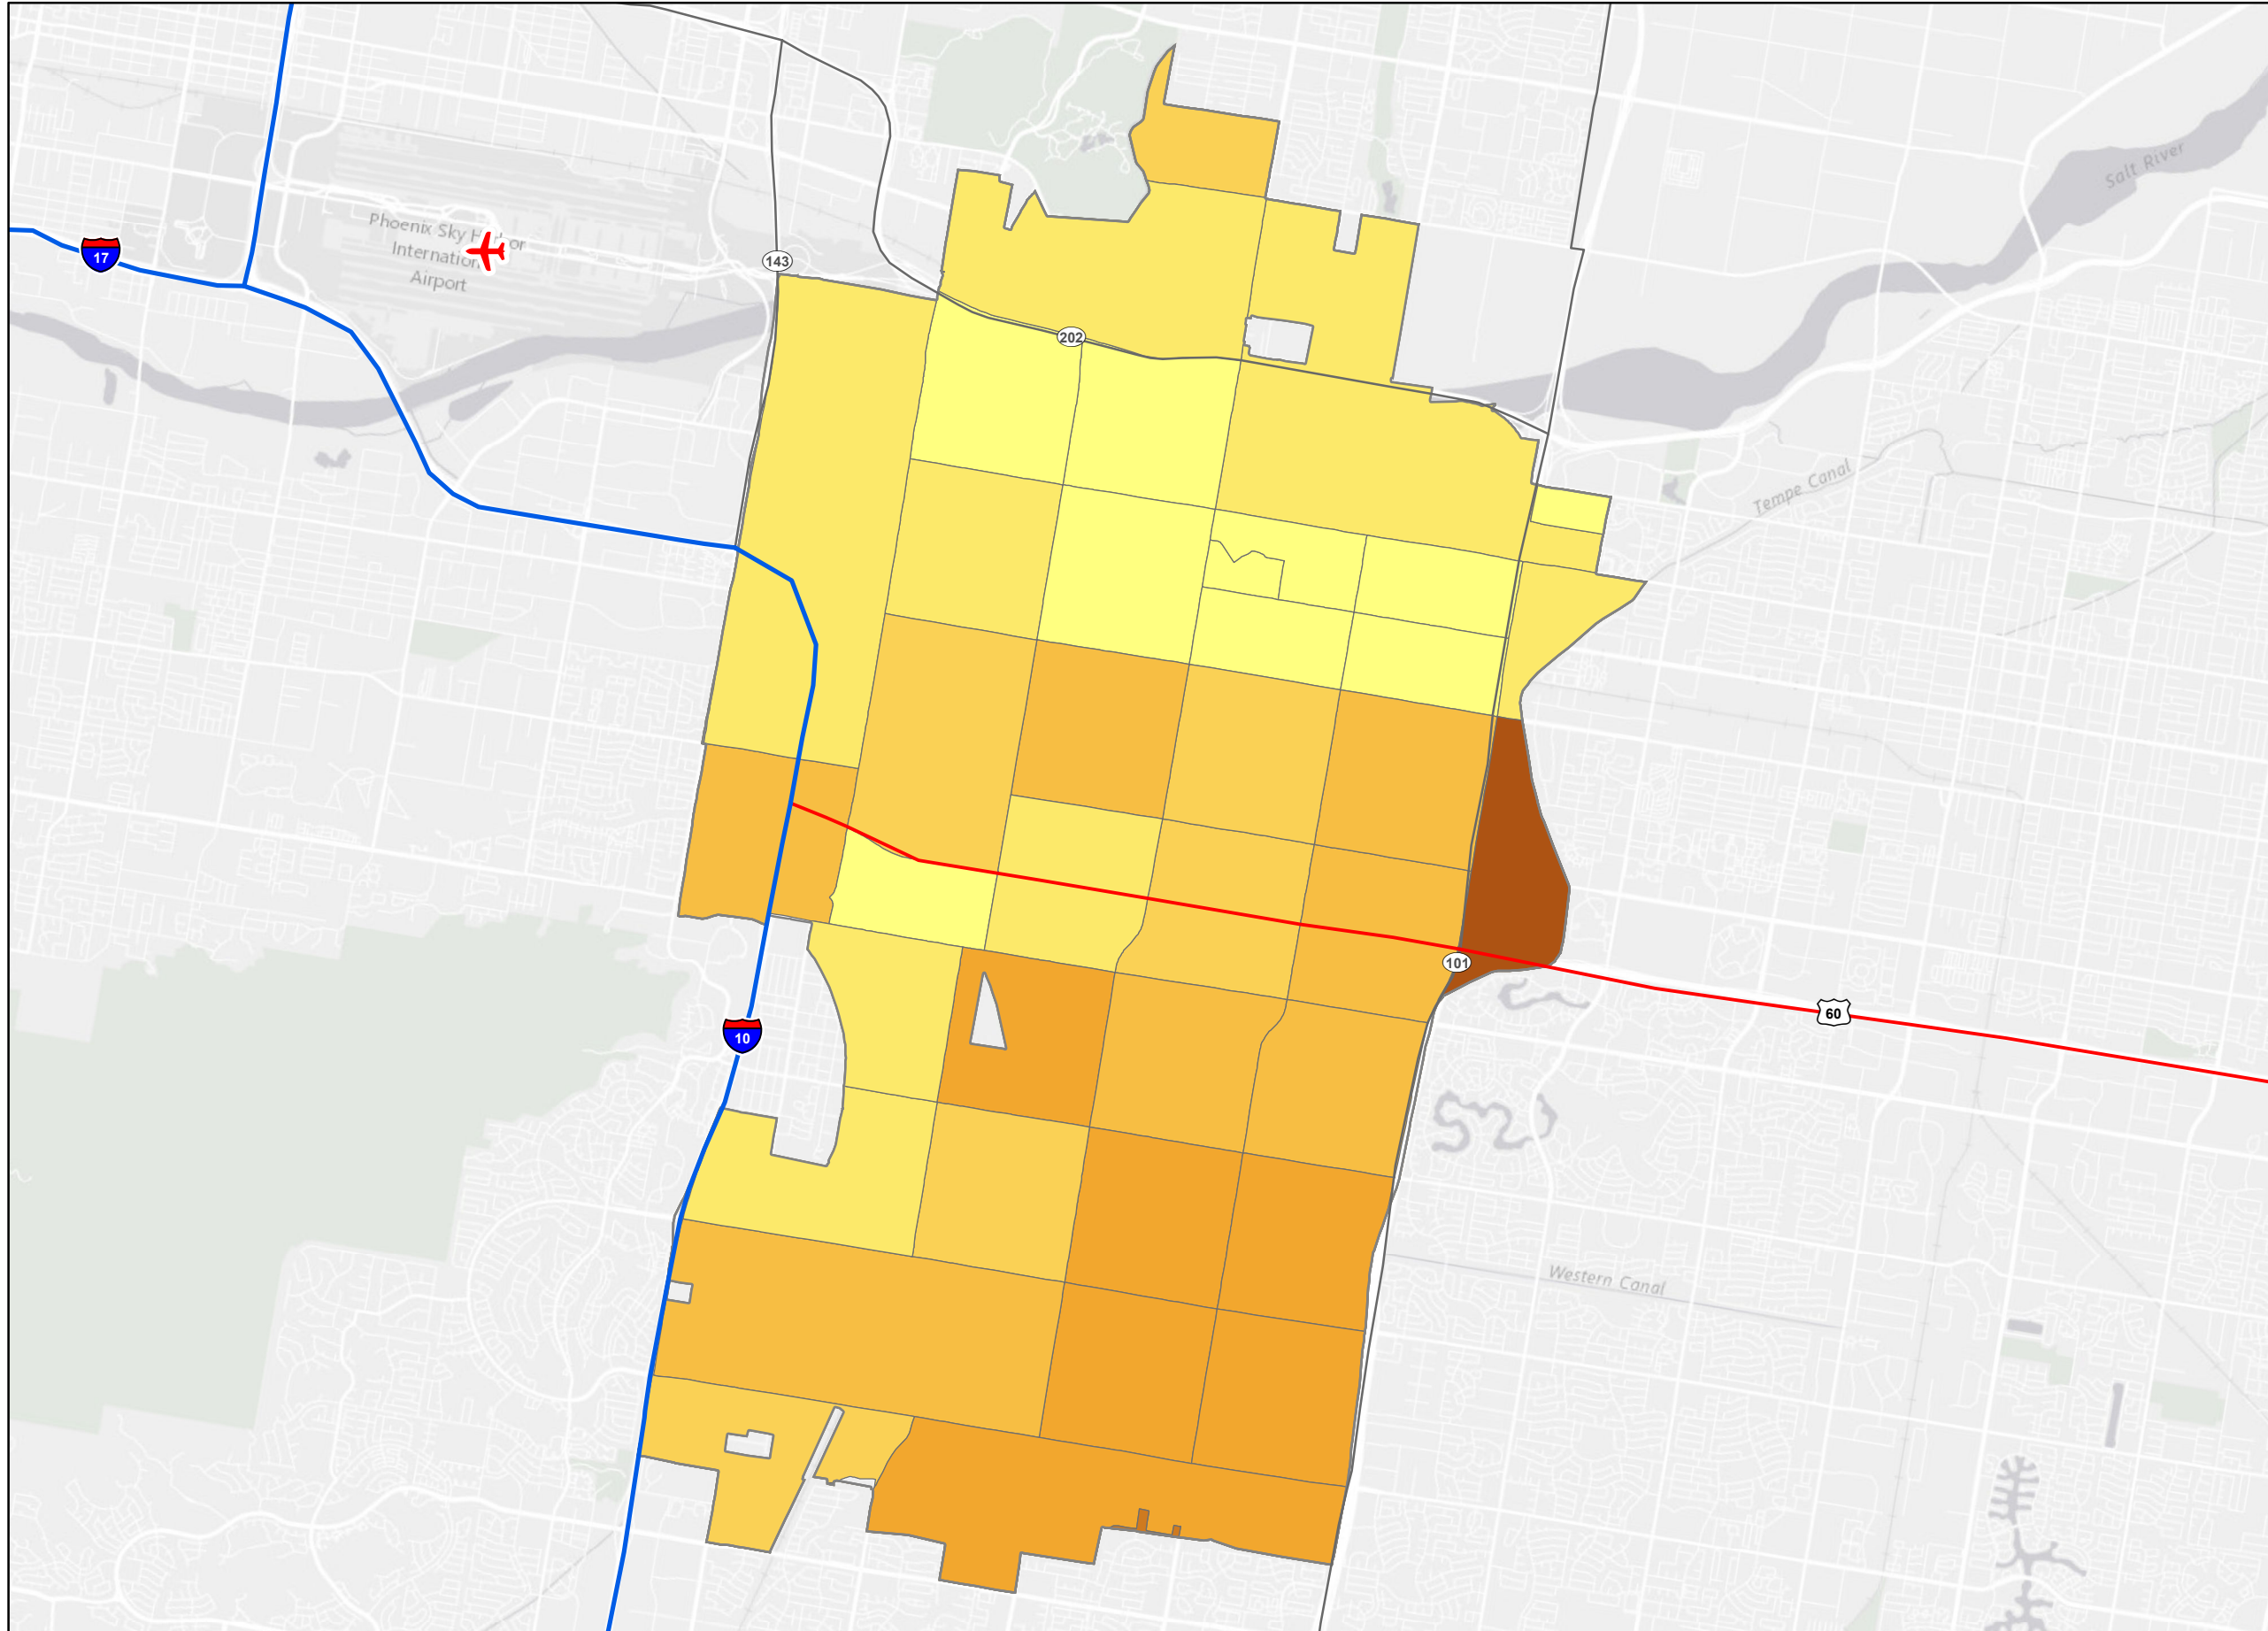 Salt River
Phoenix Sky Harbor
International
Airport
17
143
202
Tempe Canal
101
60
10
Western Canal